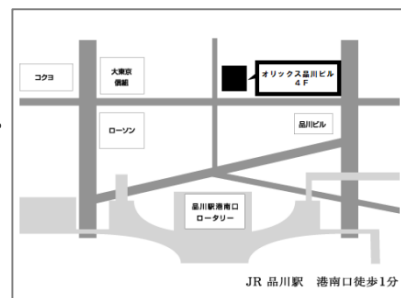 オリックス品川ビル
4F
コクヨ
大東京
信組
ローソン
品川ビル
品川駅港南口
ロータリー
JR 品川駅 港南口徒歩1分